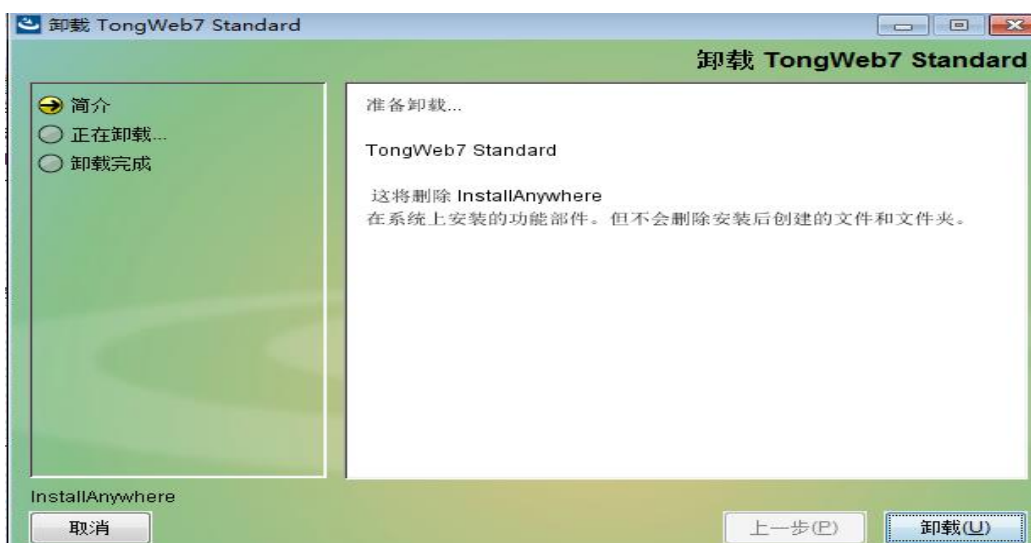 卸载 TongWeb7 Standard
卸载 TongWeb7 Standard
简介
正在卸载...
卸载完成
准备卸载...
TongWeb7 Standard
这将删除 InstallAnywhere
在系统上安装的功能部件。但不会删除安装后创建的文件和文件夹。
InstallAnywhere
取消
上一步(P)
卸载(U)